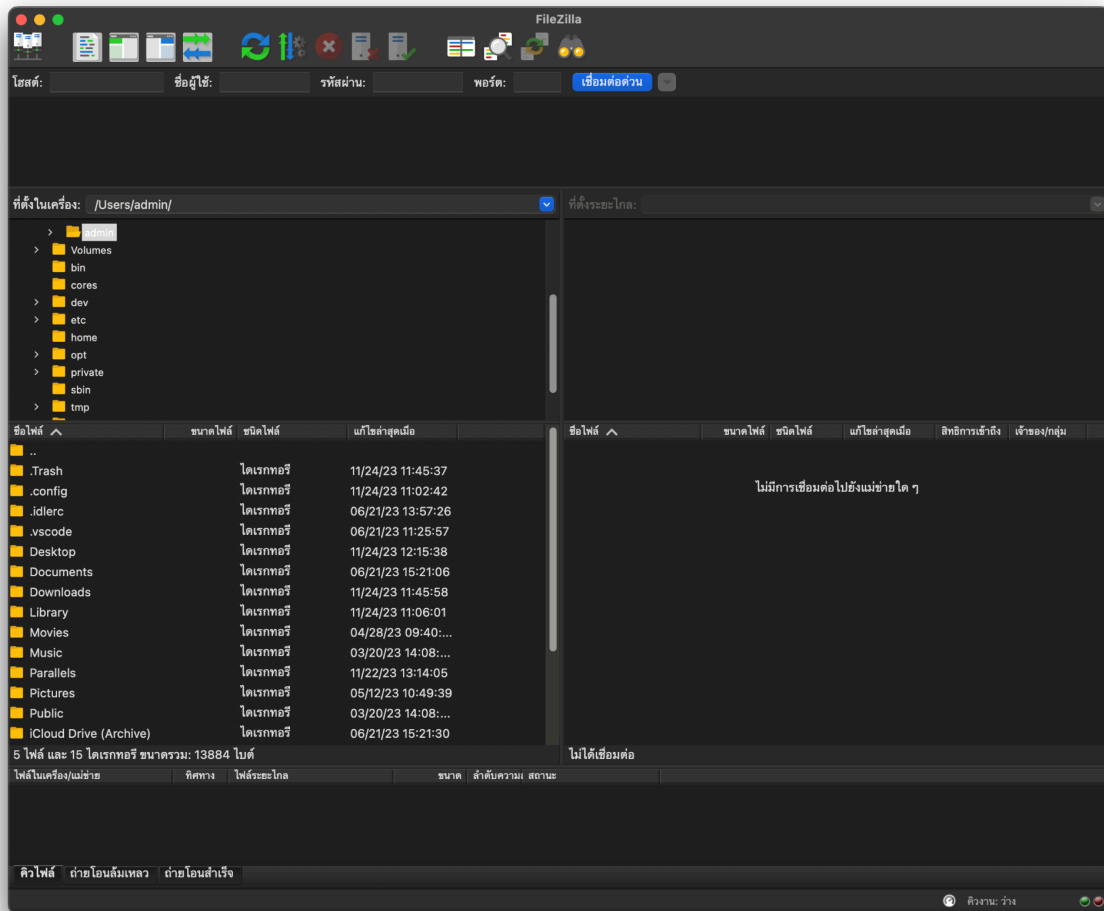 FileZilla
โฮสต์: ชื่อผู้ใช้: รหัสผ่าน: พอร์ต: เชื่อมต่อด่วน
ที่ตั้งในเครื่อง: /Users/admin/ ที่ตั้งระยะไกล:
admin
Volumes
bin
cores
dev
etc
home
opt
private
sbin
tmp
ชื่อไฟล์ ขนาดไฟล์ ชนิดไฟล์ แก้ไขล่าสุดเมื่อ
..
.Trash ไดเรกทอรี 11/24/23 11:45:37
.config ไดเรกทอรี 11/24/23 11:02:42
.idlerc ไดเรกทอรี 06/21/23 13:57:26
.vscode ไดเรกทอรี 06/21/23 11:25:57
Desktop ไดเรกทอรี 11/24/23 12:15:38
Documents ไดเรกทอรี 06/21/23 15:21:06
Downloads ไดเรกทอรี 11/24/23 11:45:58
Library ไดเรกทอรี 11/24/23 11:06:01
Movies ไดเรกทอรี 04/28/23 09:40:...
Music ไดเรกทอรี 03/20/23 14:08:...
Parallels ไดเรกทอรี 11/22/23 13:14:05
Pictures ไดเรกทอรี 05/12/23 10:49:39
Public ไดเรกทอรี 03/20/23 14:08:...
iCloud Drive (Archive) ไดเรกทอรี 06/21/23 15:21:30
5 ไฟล์ และ 15 ไดเรกทอรี ขนาดรวม: 13884 ไบต์
ชื่อไฟล์ ขนาดไฟล์ ชนิดไฟล์ แก้ไขล่าสุดเมื่อ สิทธิการเข้าถึง เจ้าของ/กลุ่ม
ไม่มีการเชื่อมต่อไปยังแม่ข่ายใด ๆ
ไม่ได้เชื่อมต่อ
ไฟล์ในเครื่อง/แม่ข่าย ทิศทาง ไฟล์ระยะไกล ขนาด ลำดับความ สถานะ
คิวไฟล์ ถ่ายโอนล้มเหลว ถ่ายโอนสำเร็จ
คิวงาน: ว่าง